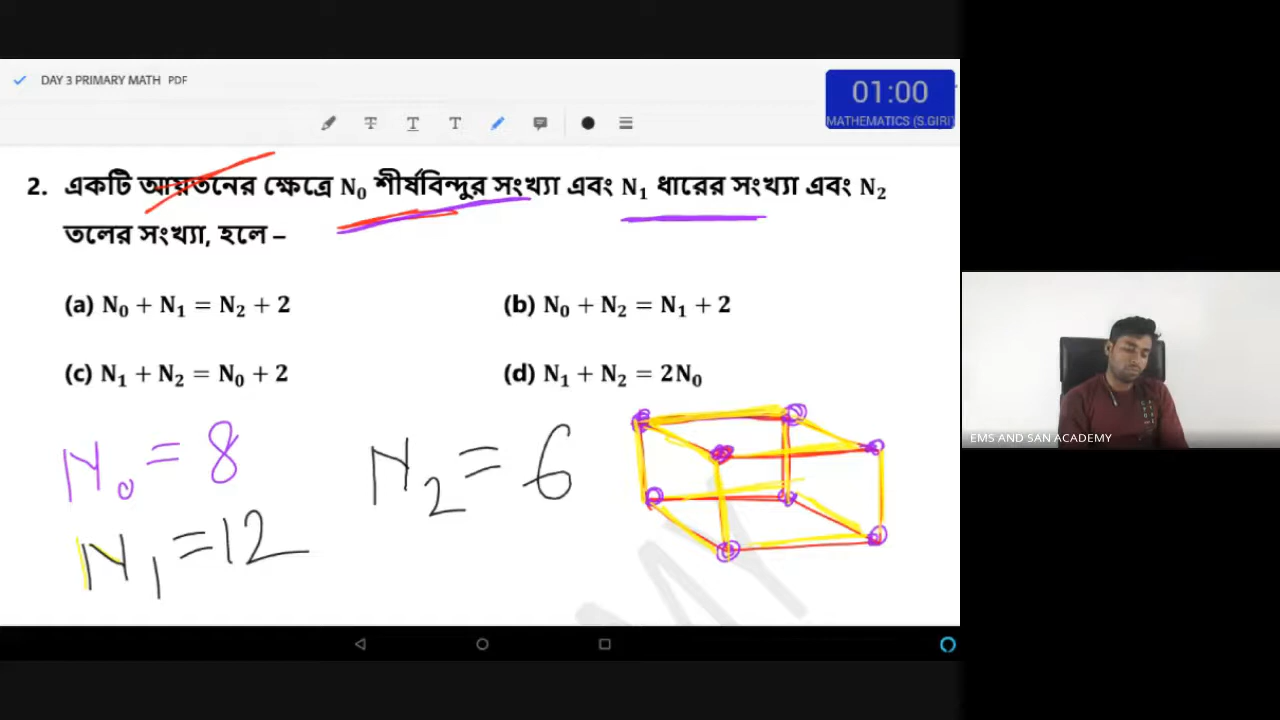 DAY 3 PRIMARY MATH PDF
01:00
MATHEMATICS (S.GIRI)
2. একটি আয়তনের ক্ষেত্রে N₀ শীর্ষবিন্দুর সংখ্যা এবং N₁ ধারের সংখ্যা এবং N₂
তলের সংখ্যা, হলে –
(a) N₀ + N₁ = N₂ + 2 (b) N₀ + N₂ = N₁ + 2
(c) N₁ + N₂ = N₀ + 2 (d) N₁ + N₂ = 2N₀
N₀ = 8 N₂ = 6
N₁ = 12
EMS AND SAN ACADEMY